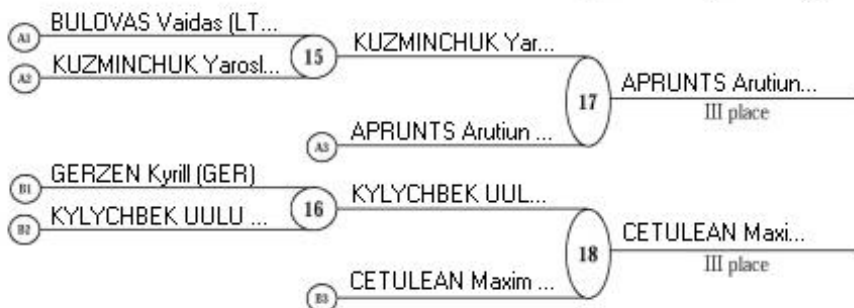 A1 BULOVAS Vaidas (LT...
15 KUZMINCHUK Yar...
A2 KUZMINCHUK Yarosl...
17 APRUNTS Arutiun...
III place
A3 APRUNTS Arutiun ...
B1 GERZEN Kyrill (GER)
16 KYLYCHBEK UUL...
B2 KYLYCHBEK UULU ...
18 CETULEAN Maxi...
III place
B3 CETULEAN Maxim ...